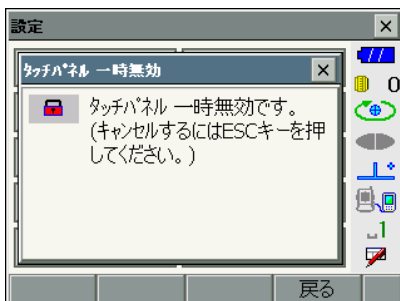 設定
タッチパネル 一時無効
タッチパネル 一時無効です。
(キャンセルするにはESCキーを押
してください。)
0
1
戻る